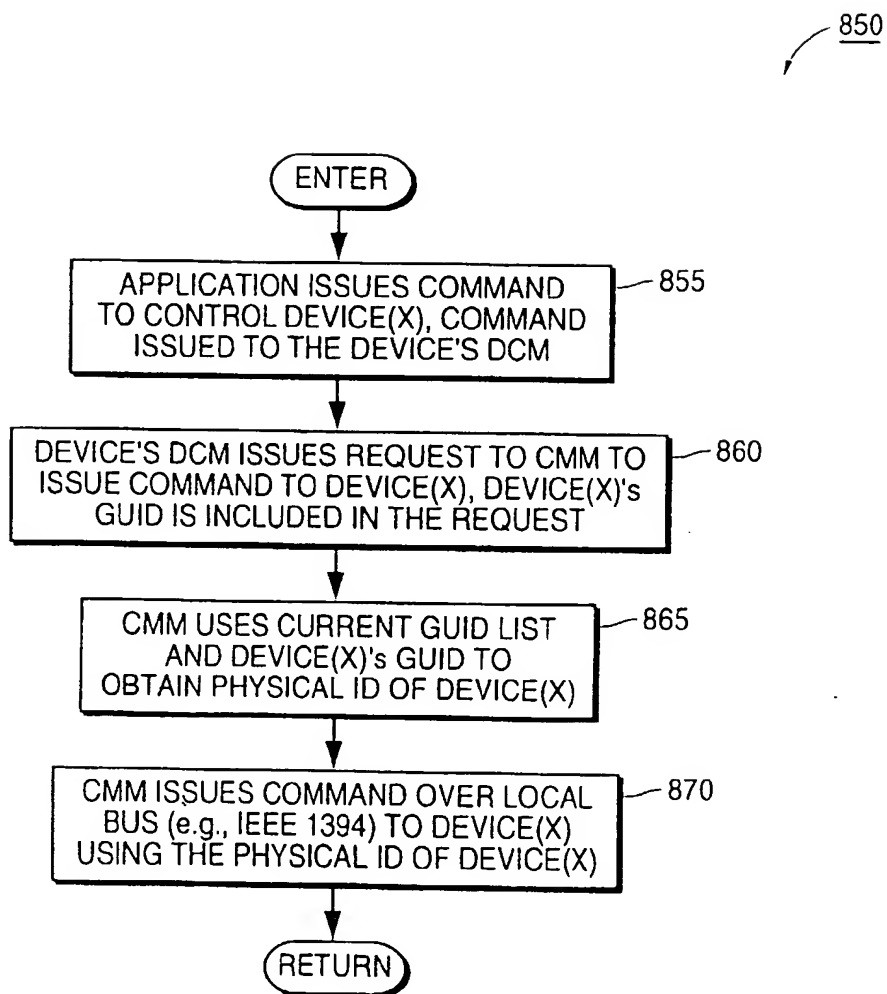 850
ENTER
APPLICATION ISSUES COMMAND
TO CONTROL DEVICE(X), COMMAND
ISSUED TO THE DEVICE'S DCM
855
DEVICE'S DCM ISSUES REQUEST TO CMM TO
ISSUE COMMAND TO DEVICE(X), DEVICE(X)'s
GUID IS INCLUDED IN THE REQUEST
860
CMM USES CURRENT GUID LIST
AND DEVICE(X)'s GUID TO
OBTAIN PHYSICAL ID OF DEVICE(X)
865
CMM ISSUES COMMAND OVER LOCAL
BUS (e.g., IEEE 1394) TO DEVICE(X)
USING THE PHYSICAL ID OF DEVICE(X)
870
RETURN